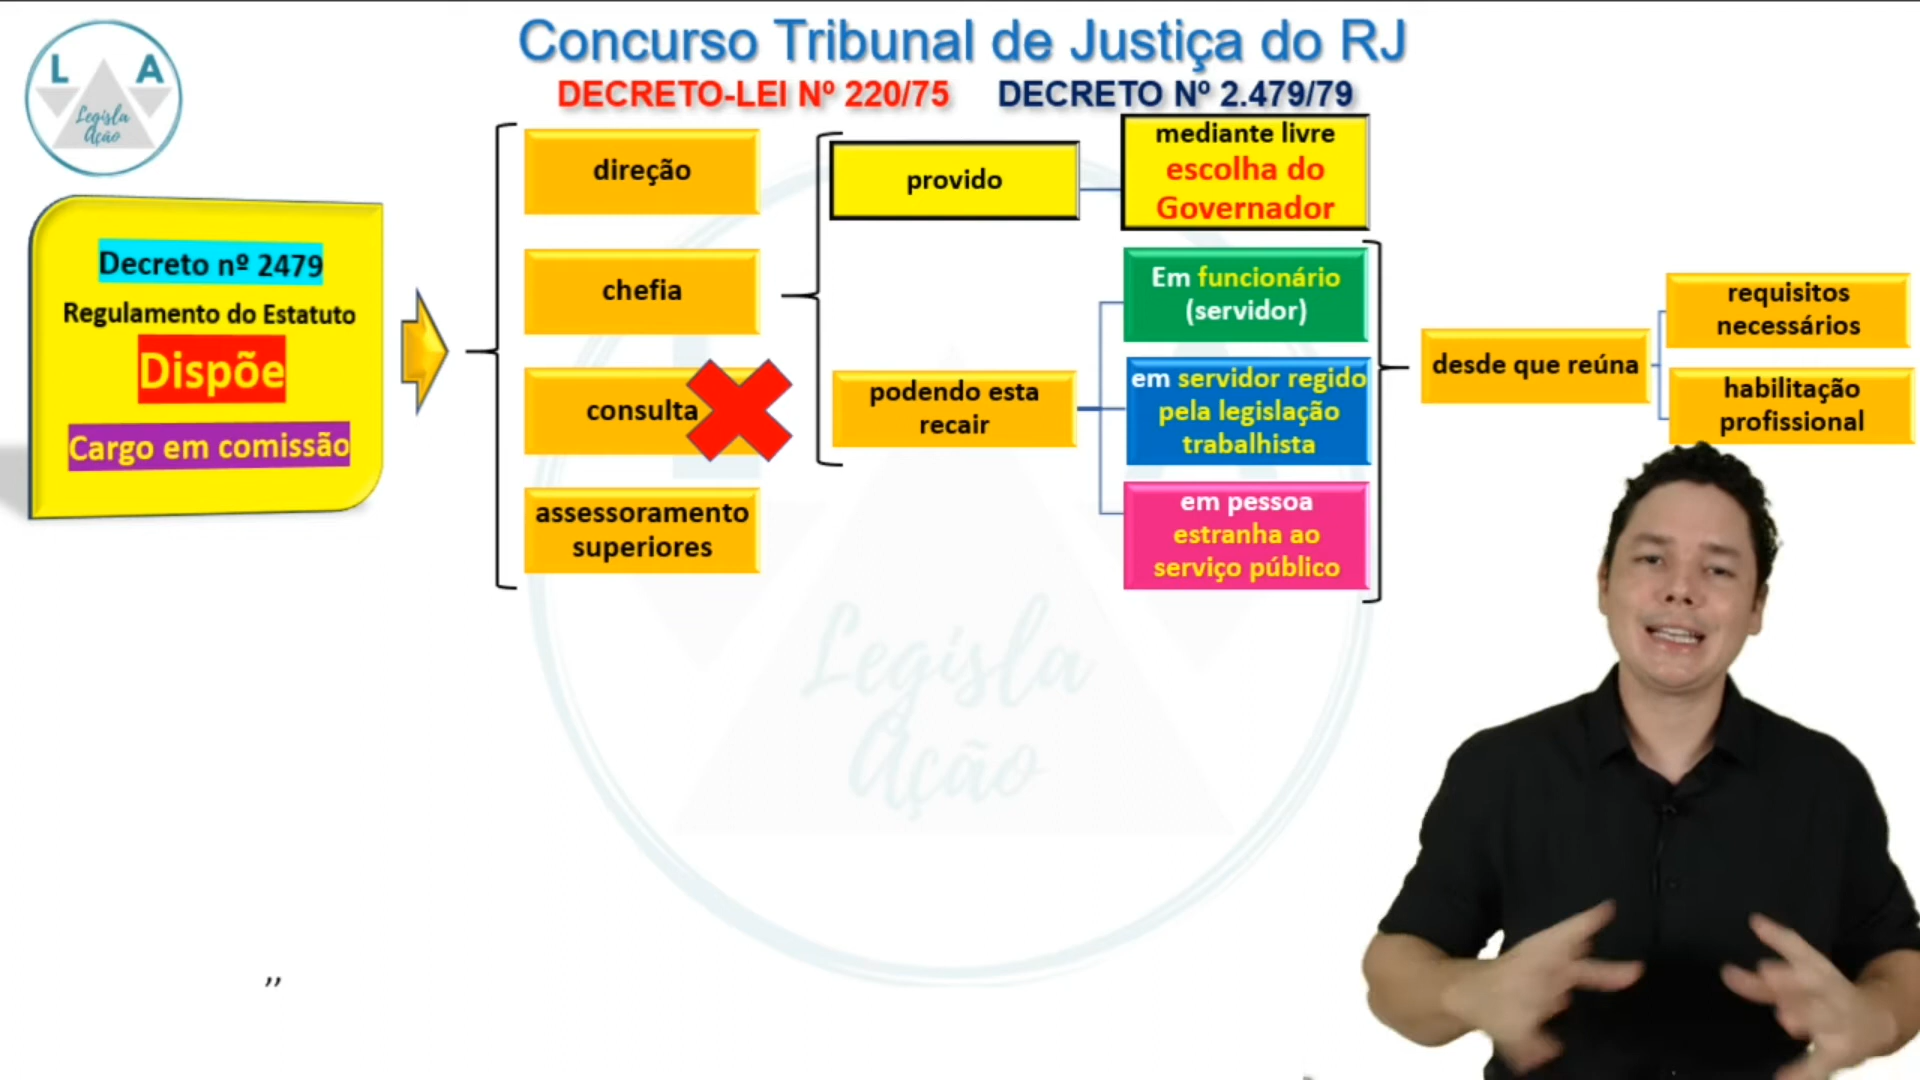 Concurso Tribunal de Justiça do RJ
DECRETO-LEI Nº 220/75 DECRETO Nº 2.479/79
L A
Legisla
Ação
Decreto nº 2479
Regulamento do Estatuto
Dispõe
Cargo em comissão
direção
chefia
consulta
assessoramento
superiores
provido
mediante livre
escolha do
Governador
podendo esta
recair
Em funcionário
(servidor)
em servidor regido
pela legislação
trabalhista
em pessoa
estranha ao
serviço público
desde que reúna
requisitos
necessários
habilitação
profissional
Legisla
Ação
,,